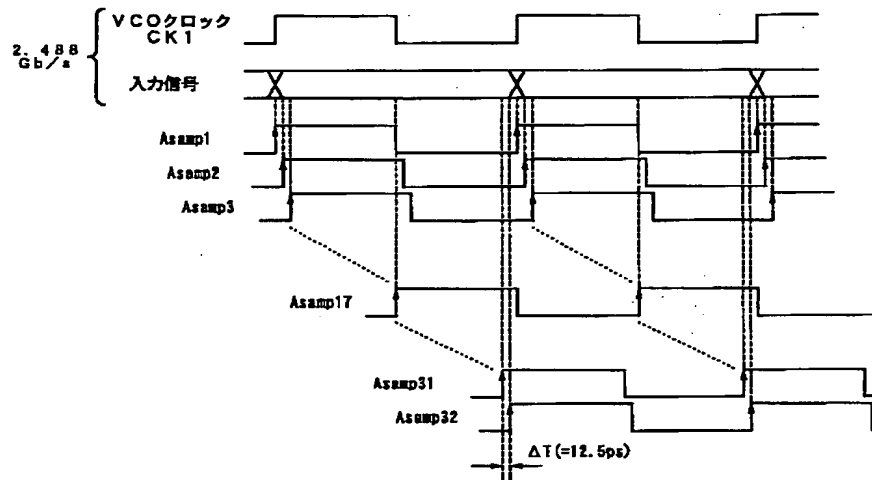 VCOクロック
CK1
2. 488
Gb/s
入力信号
Asamp1
Asamp2
Asamp3
Asamp17
Asamp31
Asamp32
ΔT(=12.5ps)